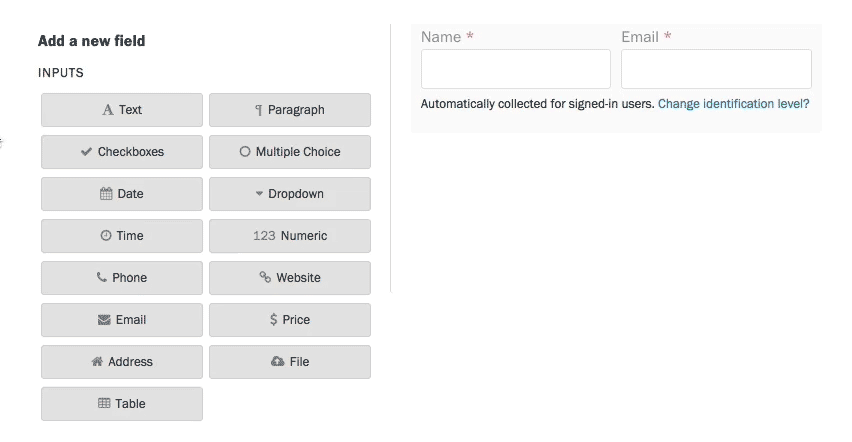 Add a new field
INPUTS
Text
Paragraph
Checkboxes
Multiple Choice
Date
Dropdown
Time
123 Numeric
Phone
Website
Email
$ Price
Address
File
Table
Name *
Email *
Automatically collected for signed-in users. Change identification level?